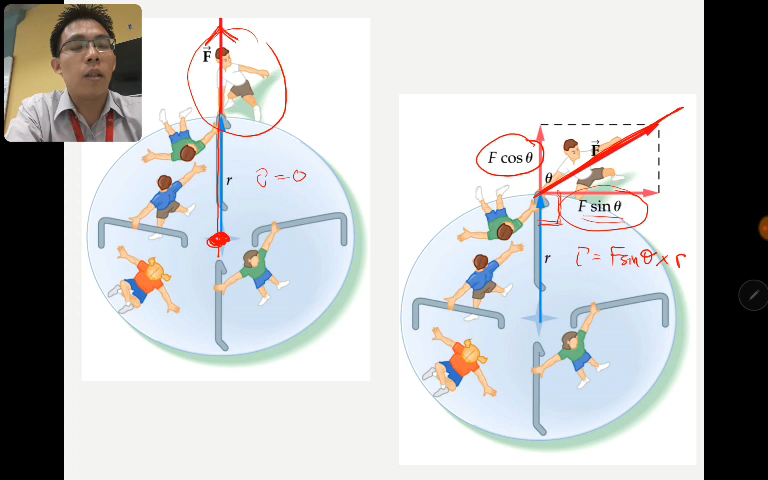 F
r
τ = 0
F cos θ
θ
F
F sin θ
r
τ = F sin θ × r